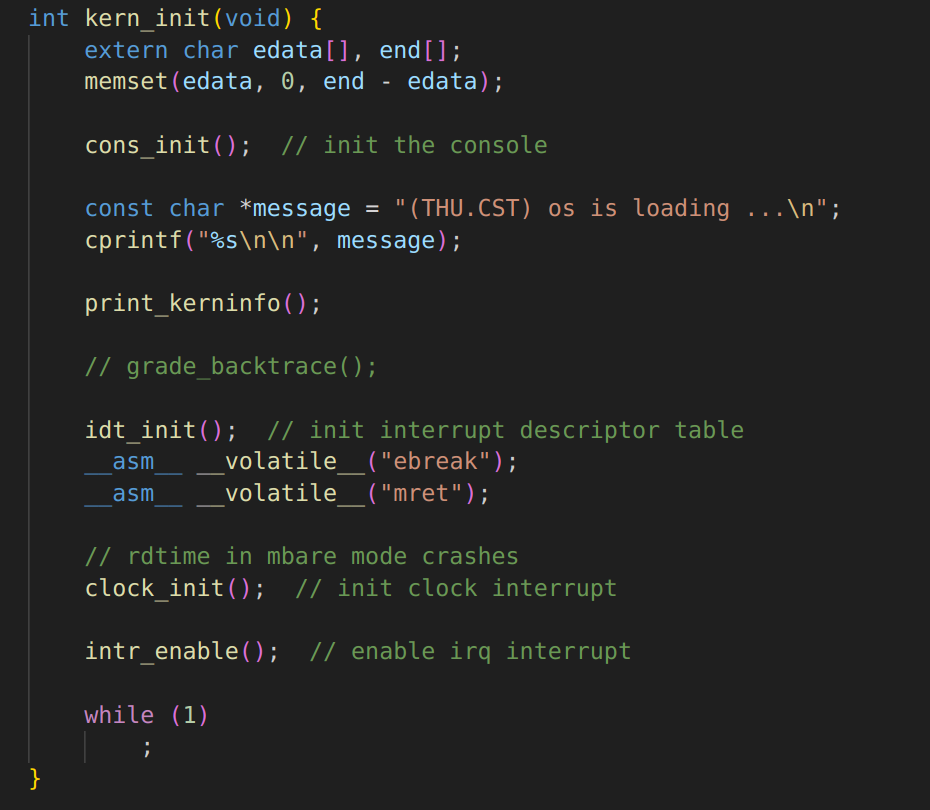 int kern_init(void) {
    extern char edata[], end[];
    memset(edata, 0, end - edata);

    cons_init();  // init the console

    const char *message = "(THU.CST) os is loading ...\n";
    cprintf("%s\n\n", message);

    print_kerninfo();

    // grade_backtrace();

    idt_init();  // init interrupt descriptor table
    __asm__ __volatile__("ebreak");
    __asm__ __volatile__("mret");

    // rdtime in mbare mode crashes
    clock_init();  // init clock interrupt

    intr_enable();  // enable irq interrupt

    while (1)
        ;
}